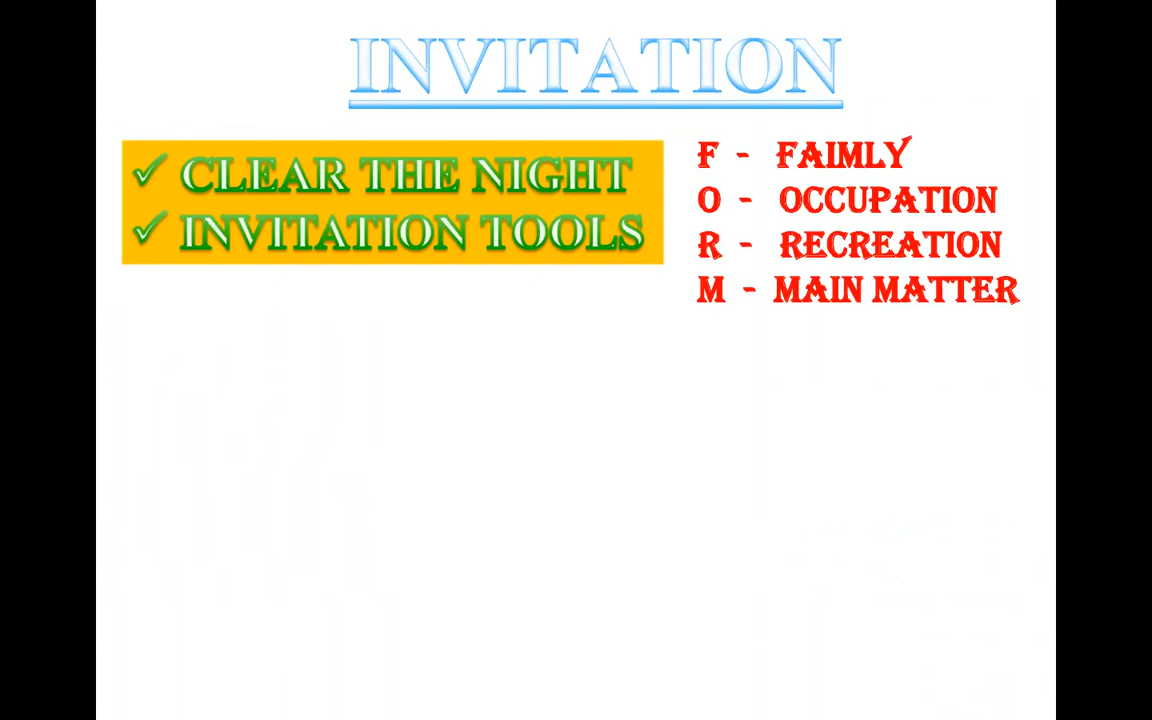 INVITATION
✓ CLEAR THE NIGHT
✓ INVITATION TOOLS
F - FAIMLY
O - OCCUPATION
R - RECREATION
M - MAIN MATTER